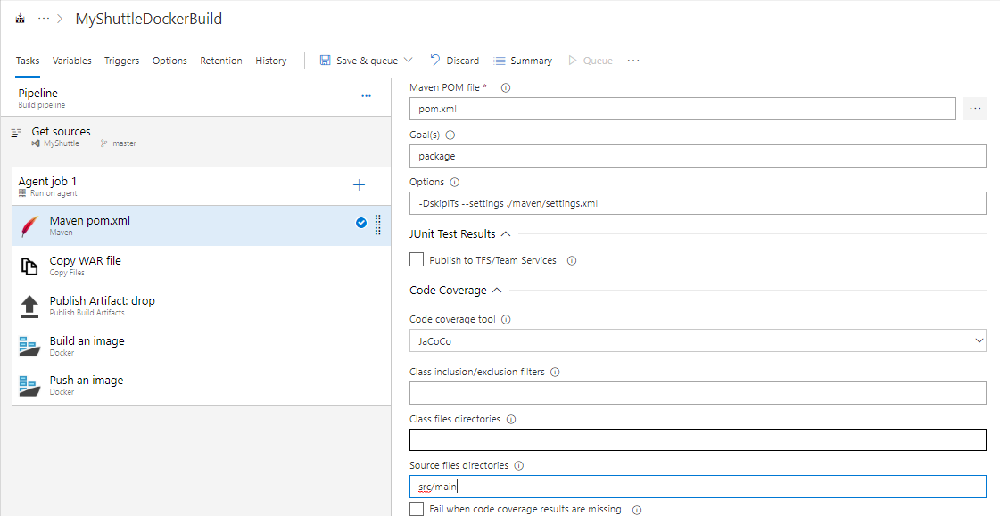 ··· > MyShuttleDockerBuild
Tasks Variables Triggers Options Retention History Save & queue Discard Summary Queue ···
Pipeline ···
Build pipeline
Get sources
MyShuttle master
Agent job 1
Run on agent
Maven pom.xml
Maven
Copy WAR file
Copy Files
Publish Artifact: drop
Publish Build Artifacts
Build an image
Docker
Push an image
Docker
Maven POM file *
pom.xml ···
Goal(s)
package
Options
-DskipITs --settings ./maven/settings.xml
JUnit Test Results
Publish to TFS/Team Services
Code Coverage
Code coverage tool
JaCoCo
Class inclusion/exclusion filters
Class files directories
Source files directories
src/main
Fail when code coverage results are missing